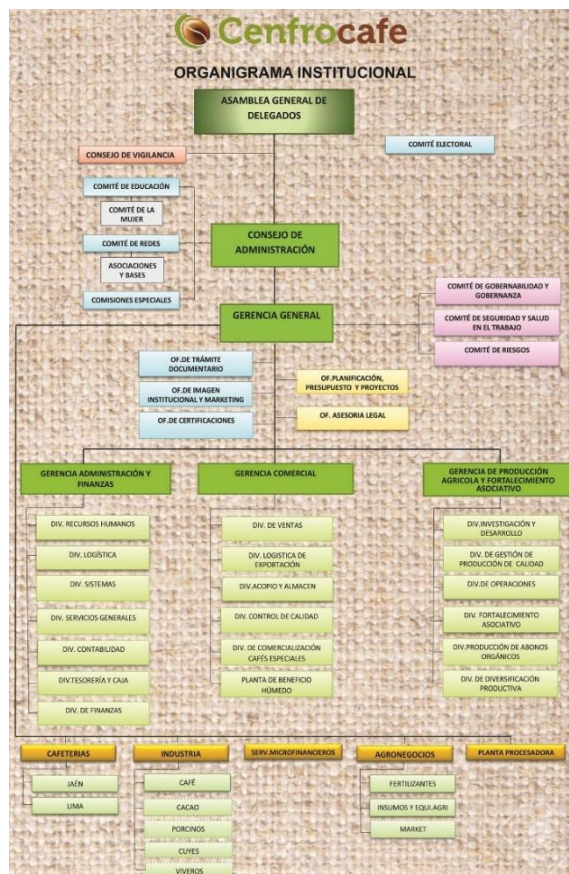 Cenfrocafe
ORGANIGRAMA INSTITUCIONAL
ASAMBLEA GENERAL DE
DELEGADOS
COMITÉ ELECTORAL
CONSEJO DE VIGILANCIA
COMITÉ DE EDUCACIÓN
COMITÉ DE LA
MUJER
COMITÉ DE REDES
ASOCIACIONES
Y BASES
COMISIONES ESPECIALES
CONSEJO DE
ADMINISTRACIÓN
GERENCIA GENERAL
COMITÉ DE GOBERNABILIDAD Y
GOBERNANZA
COMITÉ DE SEGURIDAD Y SALUD
EN EL TRABAJO
COMITÉ DE RIESGOS
OF.DE TRÁMITE
DOCUMENTARIO
OF.DE IMAGEN
INSTITUCIONAL Y MARKETING
OF.DE CERTIFICACIONES
OF.PLANIFICACIÓN,
PRESUPUESTO Y PROYECTOS
OF. ASESORIA LEGAL
GERENCIA ADMINISTRACIÓN Y
FINANZAS
DIV. RECURSOS HUMANOS
DIV. LOGÍSTICA
DIV. SISTEMAS
DIV. SERVICIOS GENERALES
DIV. CONTABILIDAD
DIV.TESORERÍA Y CAJA
DIV. DE FINANZAS
GERENCIA COMERCIAL
DIV. DE VENTAS
DIV. LOGISTICA DE
EXPORTACIÓN
DIV.ACOPIO Y ALMACEN
DIV. CONTROL DE CALIDAD
DIV. DE COMERCIALIZACIÓN
CAFÉS ESPECIALES
PLANTA DE BENEFICIO
HÚMEDO
GERENCIA DE PRODUCCIÓN
AGRICOLA Y FORTALECIMIENTO
ASOCIATIVO
DIV.INVESTIGACIÓN Y
DESARROLLO
DIV. DE GESTIÓN DE
PRODUCCIÓN DE CALIDAD
DIV.DE OPERACIONES
DIV. FORTALECIMIENTO
ASOCIATIVO
DIV.PRODUCCIÓN DE ABONOS
ORGÁNICOS
DIV. DE DIVERSIFICACIÓN
PRODUCTIVA
CAFETERIAS
JAÉN
LIMA
INDUSTRIA
CAFÉ
CACAO
PORCINOS
CUYES
VIVEROS
SERV.MICROFINANCIEROS
AGRONEGOCIOS
FERTILIZANTES
INSUMOS Y EQUI.AGRI
MARKET
PLANTA PROCESADORA